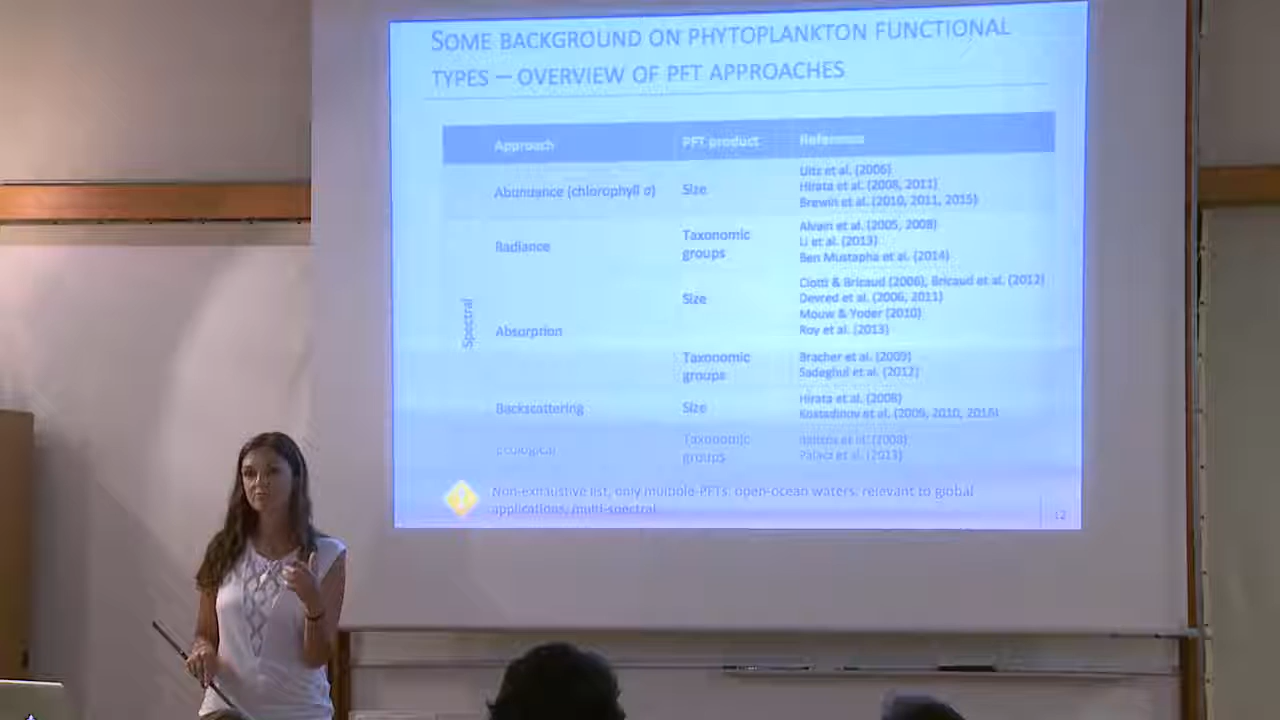 SOME BACKGROUND ON PHYTOPLANKTON FUNCTIONAL
TYPES – OVERVIEW OF PFT APPROACHES
Approach PFT product Reference
Abundance (chlorophyll a) Size
Uitz et al. (2006)
Hirata et al. (2008, 2011)
Brewin et al. (2010, 2011, 2015)
Radiance
Taxonomic
groups
Alvain et al. (2005, 2008)
Li et al. (2013)
Ben Mustapha et al. (2014)
Spectral
Absorption
Size
Ciotti & Bricaud (2006), Bricaud et al. (2012)
Devred et al. (2006, 2011)
Mouw & Yoder (2010)
Roy et al. (2013)
Taxonomic
groups
Bracher et al. (2009)
Sadeghi et al. (2012)
Backscattering Size
Hirata et al. (2008)
Kostadinov et al. (2009, 2010, 2016)
Ecological
Taxonomic
groups
et al. (2008)
Palacz et al. (2013)
Non-exhaustive list, only multiple-PFTs, open-ocean waters, relevant to global
applications, multi-spectral
12